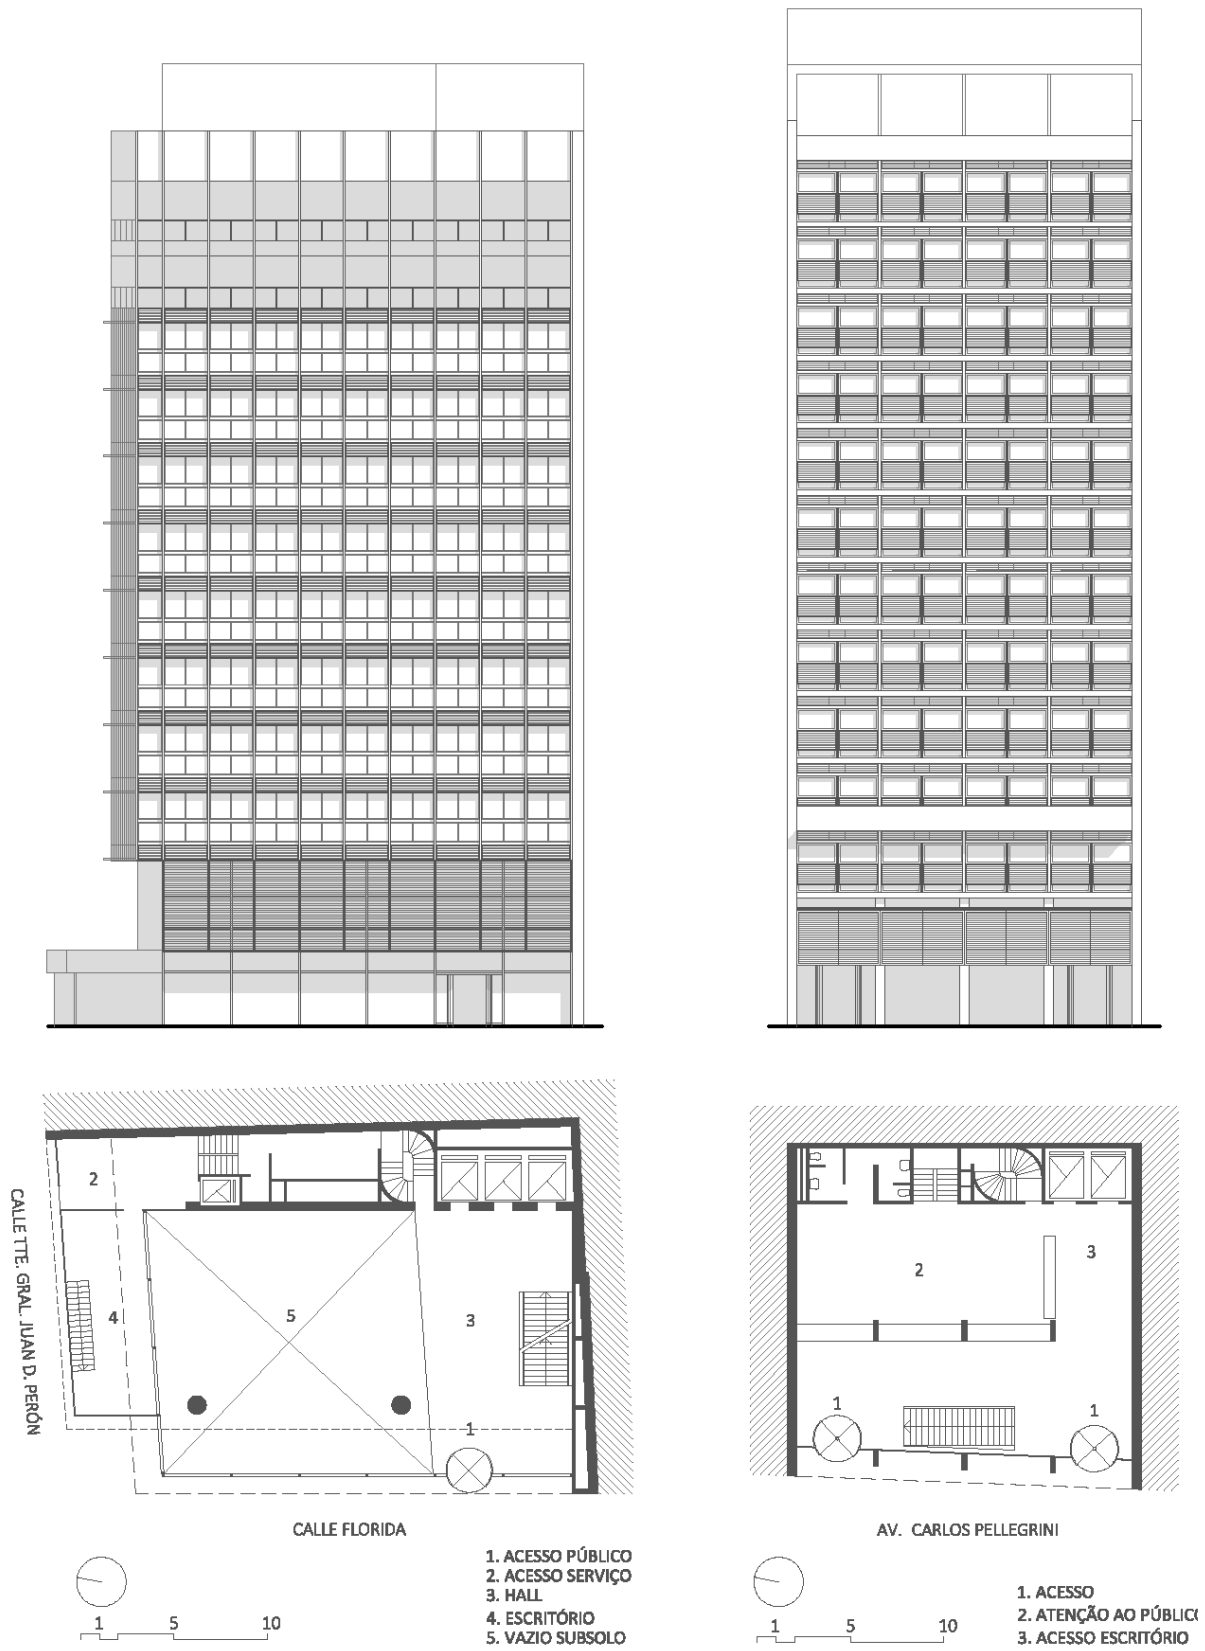 2
CALLE TTE. GRAL. JUAN D. PERÓN
4
5
3
1
2
3
1
1
CALLE FLORIDA
AV. CARLOS PELLEGRINI
1. ACESSO PÚBLICO
2. ACESSO SERVIÇO
3. HALL
4. ESCRITÓRIO
5. VAZIO SUBSOLO
1 5 10
1. ACESSO
2. ATENÇÃO AO PÚBLIC
3. ACESSO ESCRITÓRIO
1 5 10